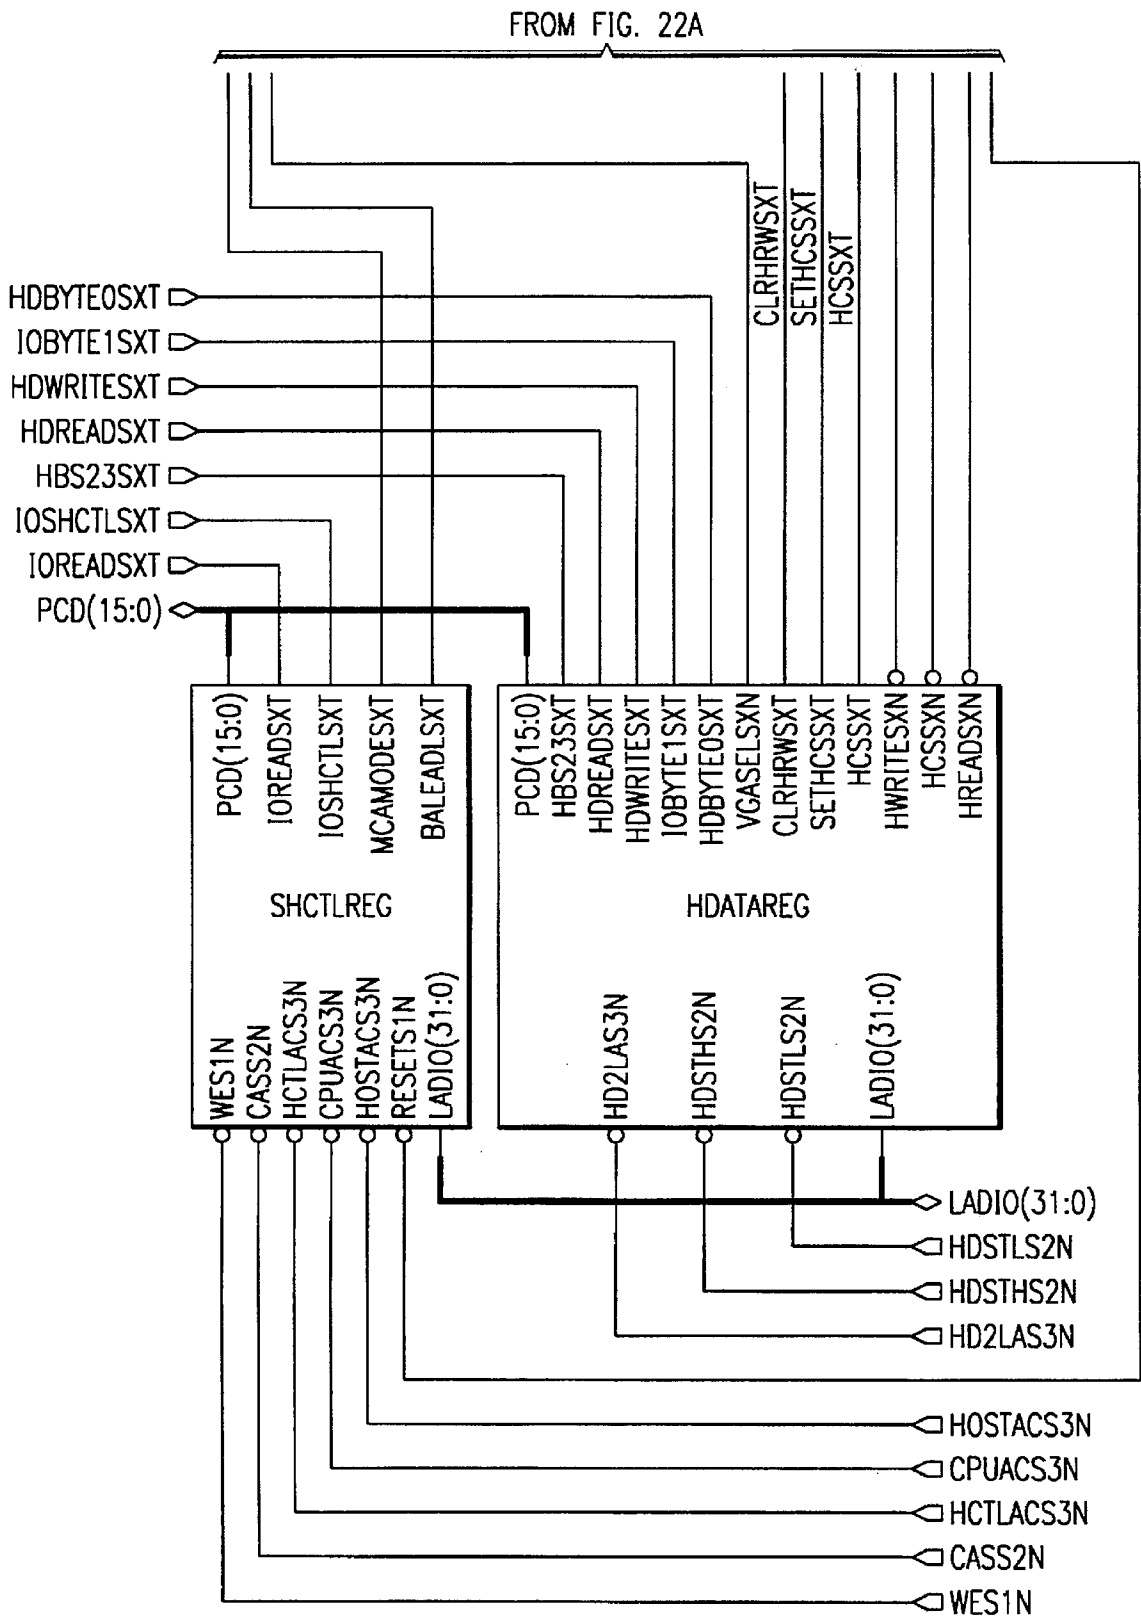 FROM FIG. 22A
CLRHRWSXT
SETHCSSXT
HCSSXT
HDBYTE0SXT
IOBYTE1SXT
HDWRITESXT
HDREADSXT
HBS23SXT
IOSHCTLSXT
IOREADSXT
PCD(15:0)
PCD(15:0)
IOREADSXT
IOSHCTLSXT
MCAMODESXT
BALEADLSXT
SHCTLREG
WES1N
CASS2N
HCTLACS3N
CPUACS3N
HOSTACS3N
RESETS1N
LADIO(31:0)
PCD(15:0)
HBS23SXT
HDREADSXT
HDWRITESXT
IOBYTE1SXT
HDBYTE0SXT
VGASELSXN
CLRHRWSXT
SETHCSSXT
HCSSXT
HWRITESXN
HCSSXN
HREADSXN
HDATAREG
HD2LAS3N
HDSTHS2N
HDSTLS2N
LADIO(31:0)
LADIO(31:0)
HDSTLS2N
HDSTHS2N
HD2LAS3N
HOSTACS3N
CPUACS3N
HCTLACS3N
CASS2N
WES1N